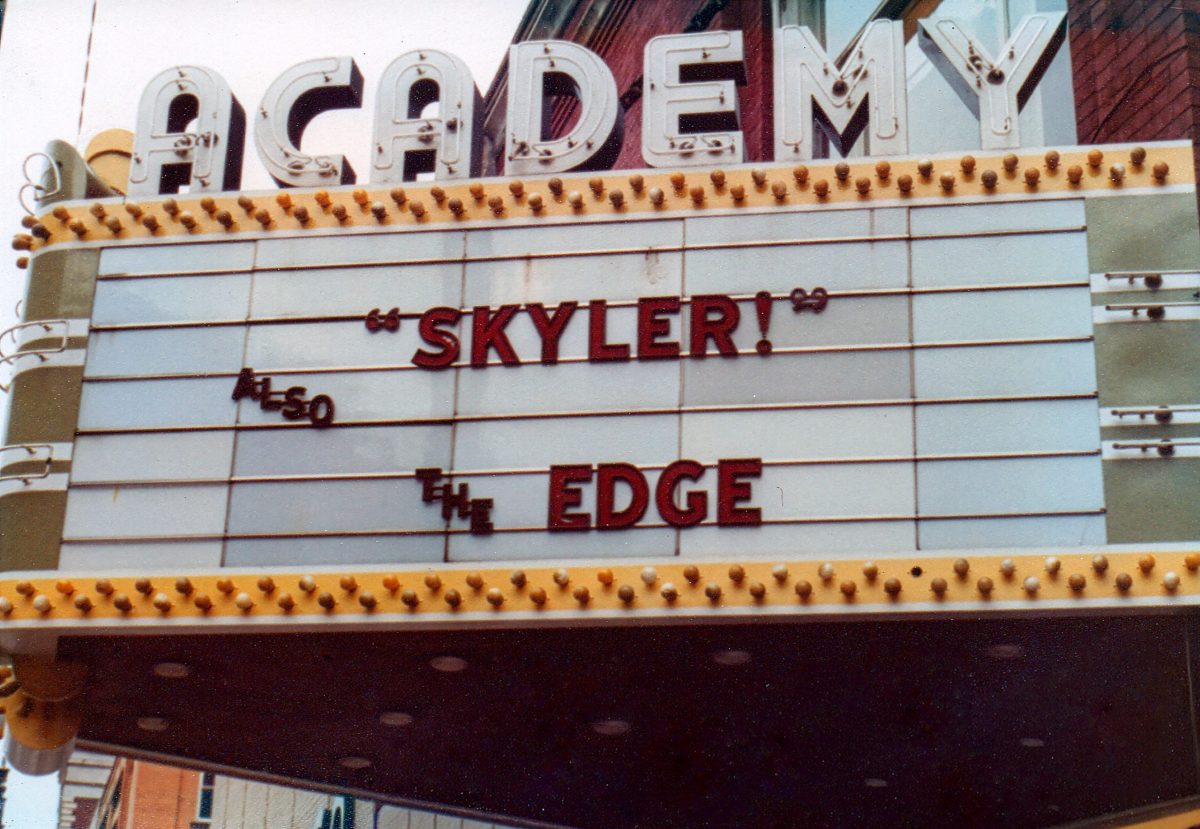 ACADEMY
“SKYLER!”
ALSO
THE EDGE